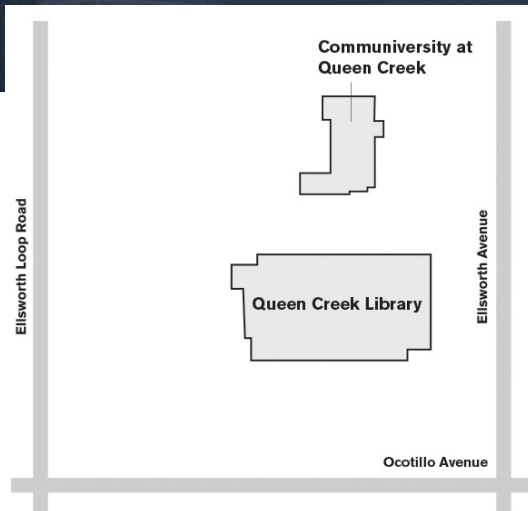 Communiversity at
Queen Creek
Ellsworth Loop Road
Ellsworth Avenue
Queen Creek Library
Ocotillo Avenue